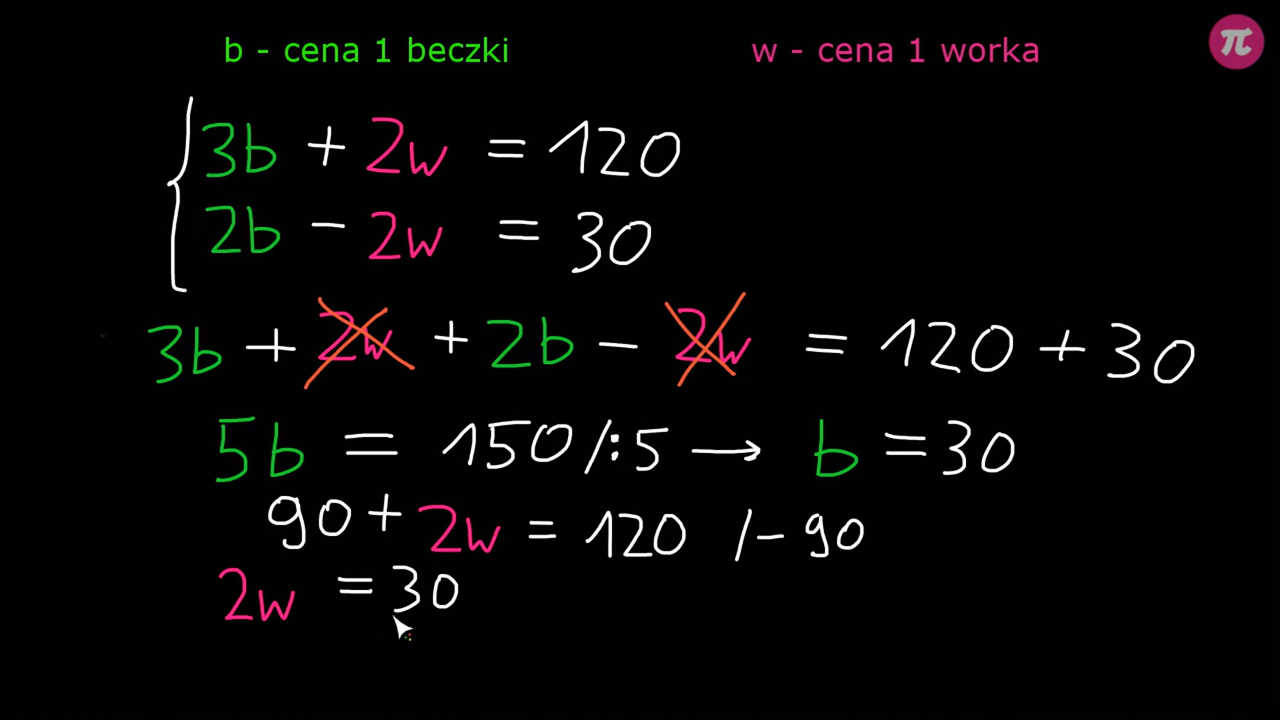 b - cena 1 beczki w - cena 1 worka π
3b + 2w = 120
2b - 2w = 30
3b + 2w + 2b - 2w = 120 + 30
5b = 150 /:5 → b = 30
90 + 2w = 120 /- 90
2w = 30